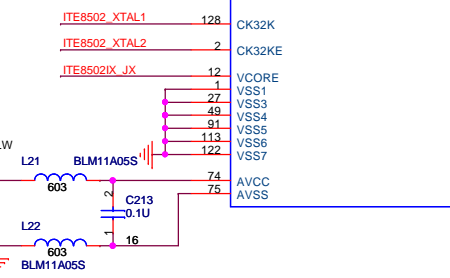 ITE8502_XTAL1
128
CK32K
ITE8502_XTAL2
2
CK32KE
ITE8502IX_JX
12
VCORE
1
VSS1
27
VSS3
49
VSS4
91
VSS5
113
VSS6
122
VSS7
LW
L21
BLM11A05S
603
74
AVCC
75
AVSS
2
C213
0.1U
1
L22
16
603
BLM11A05S